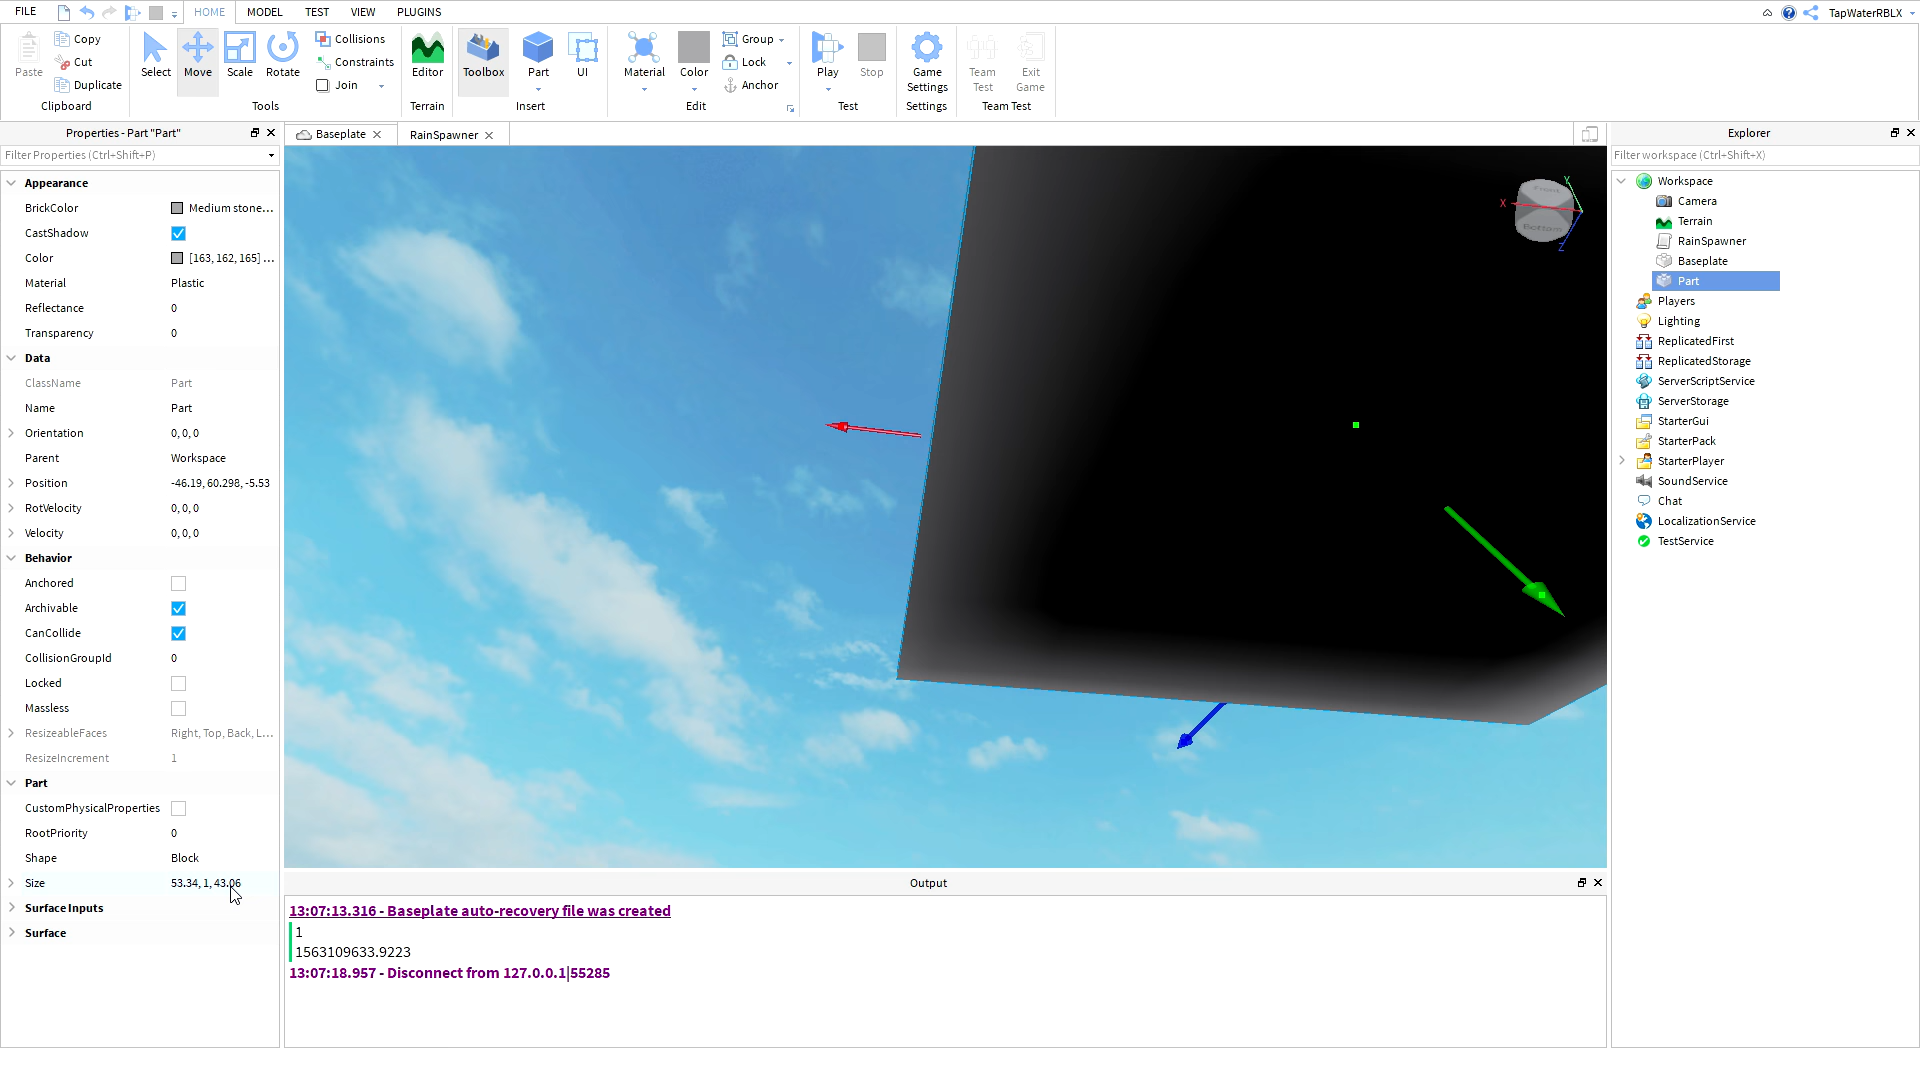 FILE
HOME
MODEL
TEST
VIEW
PLUGINS
TapWaterRBLX
Paste
Copy
Cut
Duplicate
Clipboard
Select
Move
Scale
Rotate
Collisions
Constraints
Join
Tools
Editor
Terrain
Toolbox
Part
UI
Insert
Material
Color
Group
Lock
Anchor
Edit
Play
Stop
Test
Game
Settings
Settings
Team
Test
Exit
Game
Team Test
Properties - Part "Part"
Filter Properties (Ctrl+Shift+P)
Appearance
BrickColor Medium stone...
CastShadow
Color [163, 162, 165] ...
Material Plastic
Reflectance 0
Transparency 0
Data
ClassName Part
Name Part
Orientation 0, 0, 0
Parent Workspace
Position -46.19, 60.298, -5.53
RotVelocity 0, 0, 0
Velocity 0, 0, 0
Behavior
Anchored
Archivable
CanCollide
CollisionGroupId 0
Locked
Massless
ResizeableFaces Right, Top, Back, L...
ResizeIncrement 1
Part
CustomPhysicalProperties
RootPriority 0
Shape Block
Size 53.34, 1, 43.06
Surface Inputs
Surface
Baseplate
RainSpawner
Y
X
Front
Bottom
Z
Output
13:07:13.316 - Baseplate auto-recovery file was created
1
1563109633.9223
13:07:18.957 - Disconnect from 127.0.0.1|55285
Explorer
Filter workspace (Ctrl+Shift+X)
Workspace
Camera
Terrain
RainSpawner
Baseplate
Part
Players
Lighting
ReplicatedFirst
ReplicatedStorage
ServerScriptService
ServerStorage
StarterGui
StarterPack
StarterPlayer
SoundService
Chat
LocalizationService
TestService